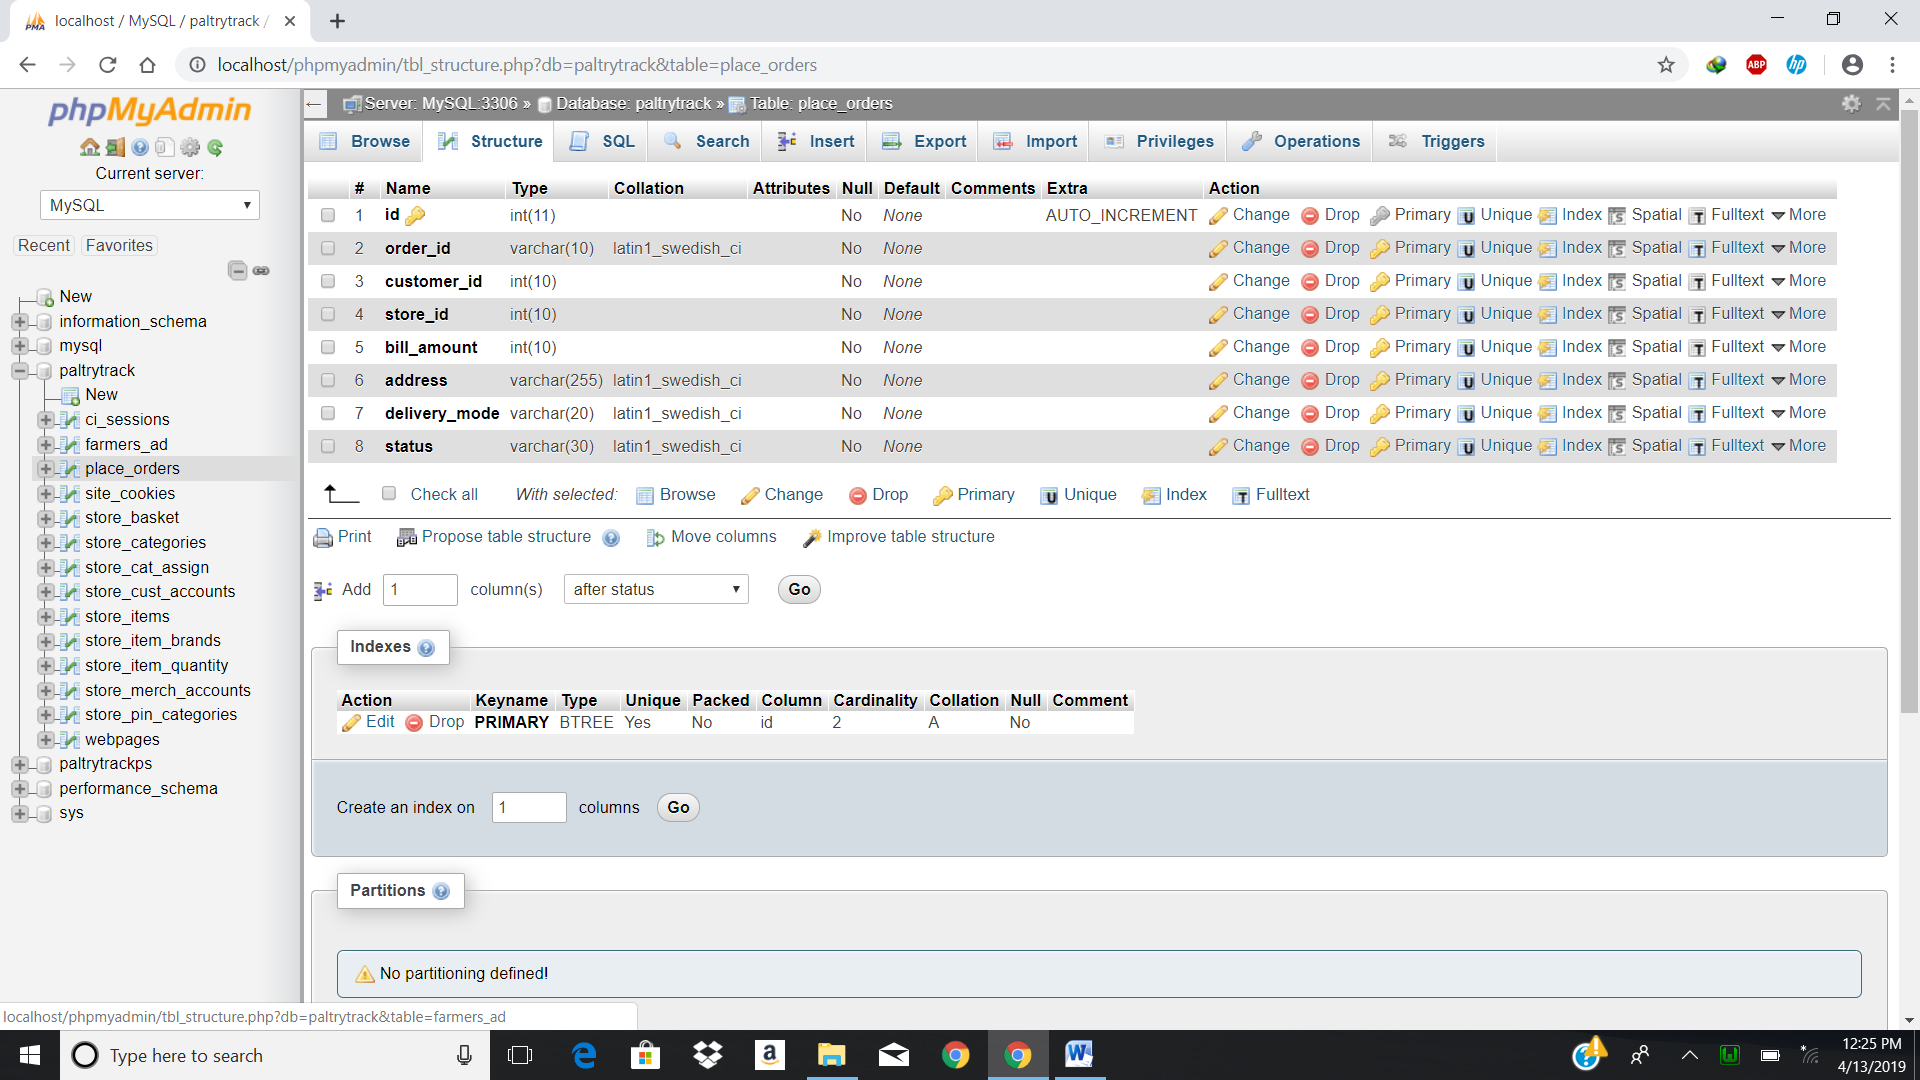 localhost / MySQL / paltrytrack /
localhost/phpmyadmin/tbl_structure.php?db=paltrytrack&table=place_orders
ABP
hp
phpMyAdmin
Current server:
MySQL
Recent Favorites
New
information_schema
mysql
paltrytrack
New
ci_sessions
farmers_ad
place_orders
site_cookies
store_basket
store_categories
store_cat_assign
store_cust_accounts
store_items
store_item_brands
store_item_quantity
store_merch_accounts
store_pin_categories
webpages
paltrytrackps
performance_schema
sys
Server: MySQL:3306 » Database: paltrytrack » Table: place_orders
Browse Structure SQL Search Insert Export Import Privileges Operations Triggers
# Name Type Collation Attributes Null Default Comments Extra Action
1 id int(11) No None AUTO_INCREMENT Change Drop Primary Unique Index Spatial Fulltext More
2 order_id varchar(10) latin1_swedish_ci No None Change Drop Primary Unique Index Spatial Fulltext More
3 customer_id int(10) No None Change Drop Primary Unique Index Spatial Fulltext More
4 store_id int(10) No None Change Drop Primary Unique Index Spatial Fulltext More
5 bill_amount int(10) No None Change Drop Primary Unique Index Spatial Fulltext More
6 address varchar(255) latin1_swedish_ci No None Change Drop Primary Unique Index Spatial Fulltext More
7 delivery_mode varchar(20) latin1_swedish_ci No None Change Drop Primary Unique Index Spatial Fulltext More
8 status varchar(30) latin1_swedish_ci No None Change Drop Primary Unique Index Spatial Fulltext More
Check all With selected: Browse Change Drop Primary Unique Index Fulltext
Print Propose table structure Move columns Improve table structure
Add 1 column(s) after status Go
Indexes
Action Keyname Type Unique Packed Column Cardinality Collation Null Comment
Edit Drop PRIMARY BTREE Yes No id 2 A No
Create an index on 1 columns Go
Partitions
No partitioning defined!
localhost/phpmyadmin/tbl_structure.php?db=paltrytrack&table=farmers_ad
Type here to search
12:25 PM
4/13/2019